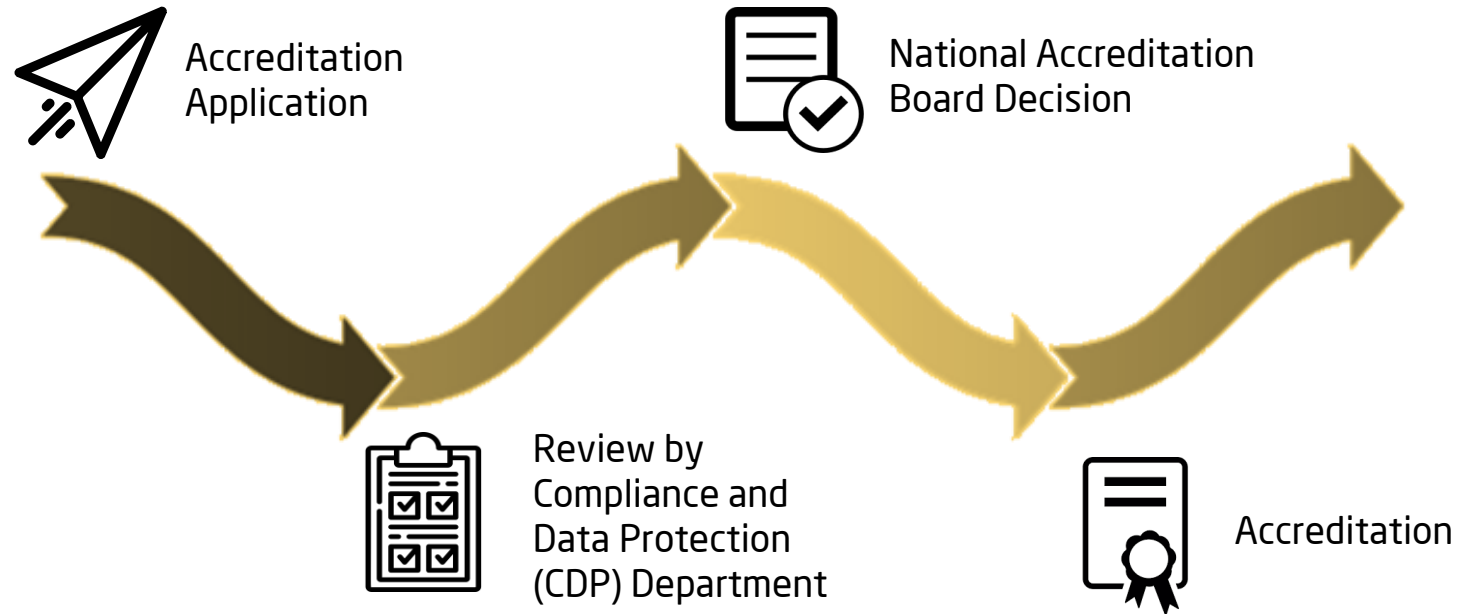 Accreditation
Application
Review by
Compliance and
Data Protection
(CDP) Department
National Accreditation
Board Decision
Accreditation